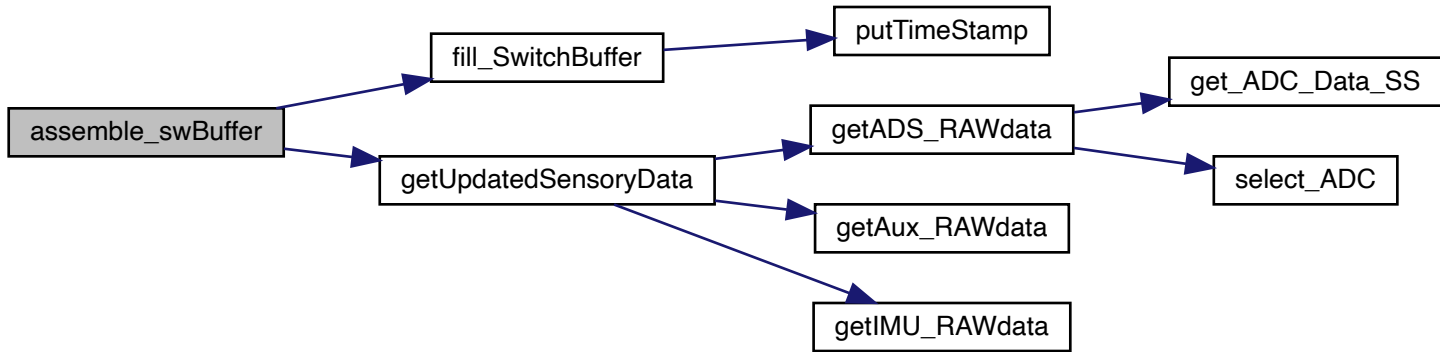 putTimeStamp
fill_SwitchBuffer
get_ADC_Data_SS
assemble_swBuffer
getADS_RAWdata
getUpdatedSensoryData
select_ADC
getAux_RAWdata
getIMU_RAWdata